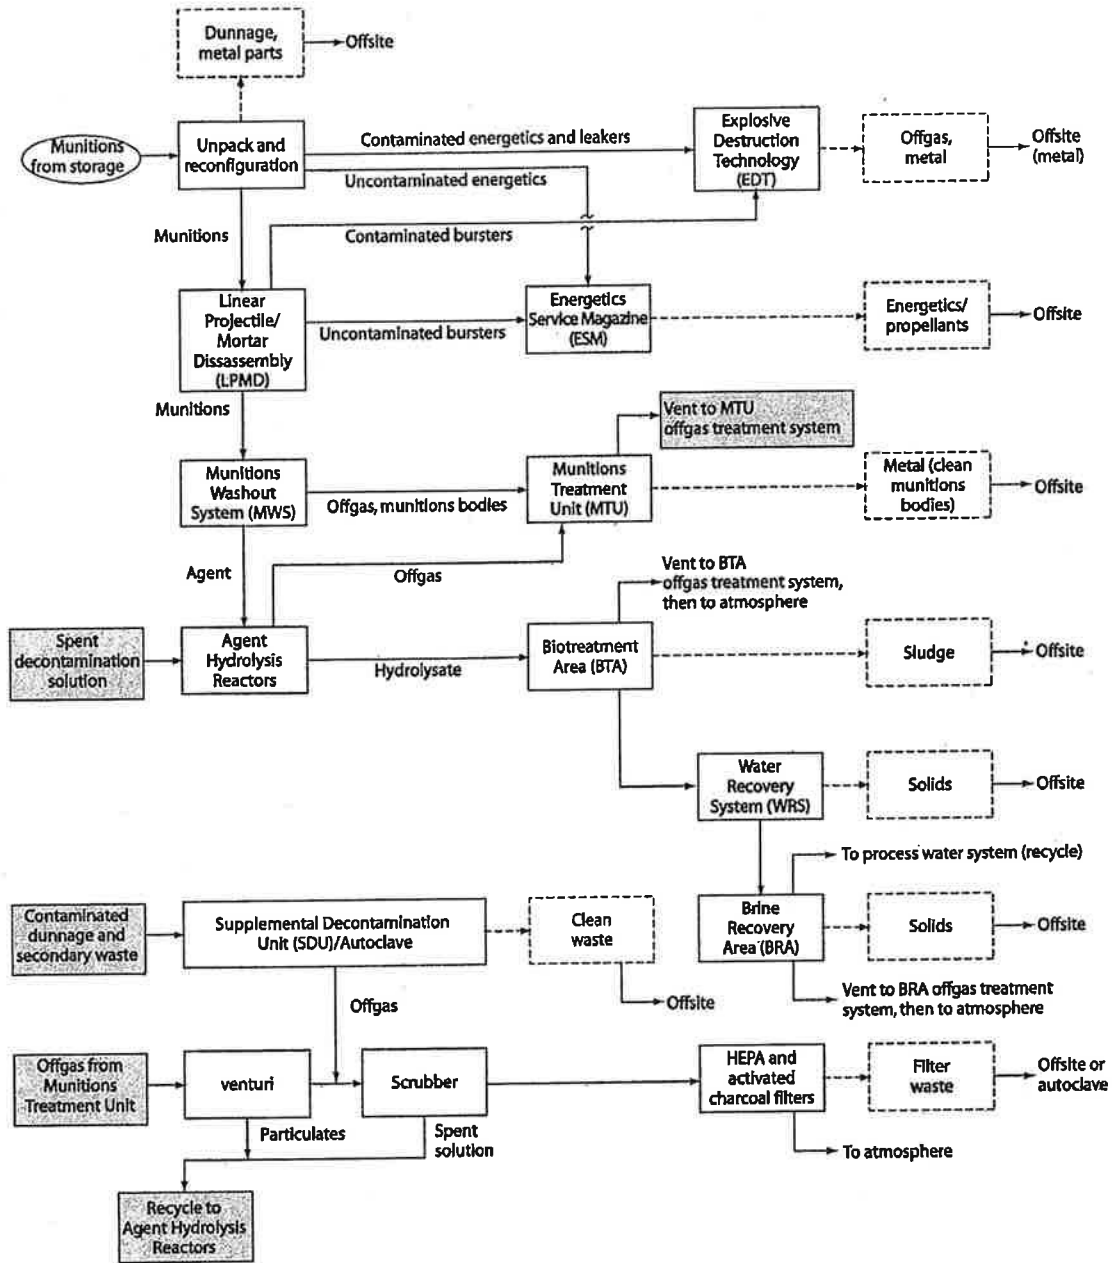 Dunnage,
metal parts
Offsite
Munitions
from storage
Unpack and
reconfiguration
Contaminated energetics and leakers
Uncontaminated energetics
Explosive
Destruction
Technology
(EDT)
Offgas,
metal
Offsite
(metal)
Munitions
Contaminated bursters
Linear
Projectile/
Mortar
Dissassembly
(LPMD)
Uncontaminated bursters
Energetics
Service Magazine
(ESM)
Energetics/
propellants
Offsite
Munitions
Vent to MTU
offgas treatment system
Munitions
Washout
System (MWS)
Offgas, munitions bodies
Munitions
Treatment
Unit (MTU)
Metal (clean
munitions
bodies)
Offsite
Agent
Offgas
Vent to BTA
offgas treatment system,
then to atmosphere
Spent
decontamination
solution
Agent
Hydrolysis
Reactors
Hydrolysate
Biotreatment
Area (BTA)
Sludge
Offsite
Water
Recovery
System (WRS)
Solids
Offsite
To process water system (recycle)
Contaminated
dunnage and
secondary waste
Supplemental Decontamination
Unit (SDU)/Autoclave
Clean
waste
Offsite
Brine
Recovery
Area (BRA)
Solids
Offsite
Vent to BRA offgas treatment
system, then to atmosphere
Offgas
Offgas from
Munitions
Treatment Unit
venturi
Scrubber
HEPA and
activated
charcoal filters
Filter
waste
Offsite or
autoclave
Particulates
Spent
solution
To atmosphere
Recycle to
Agent Hydrolysis
Reactors